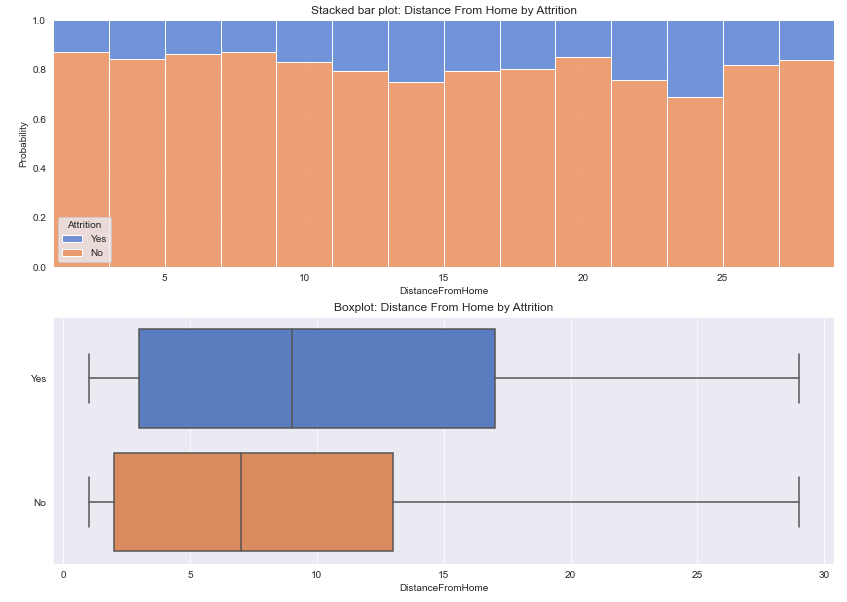 Stacked bar plot: Distance From Home by Attrition
1.0
0.8
0.6
0.4
0.2
0.0
Probability
Attrition
Yes
No
5 10 15 20 25
DistanceFromHome
Boxplot: Distance From Home by Attrition
Yes
No
0 5 10 15 20 25 30
DistanceFromHome